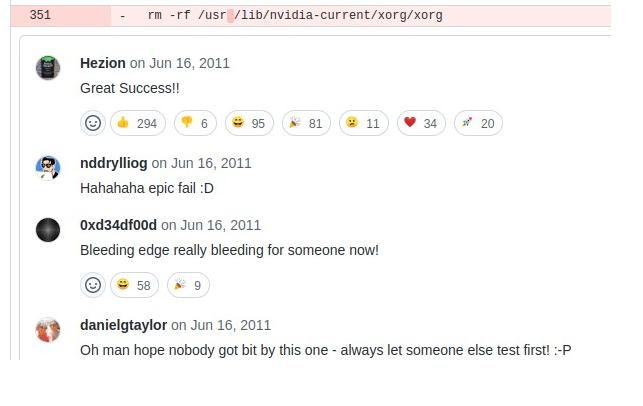 351 - rm -rf /usr /lib/nvidia-current/xorg/xorg
Hezion on Jun 16, 2011
Great Success!!
👍 294 👎 6 😄 95 🎉 81 😕 11 ❤️ 34 🚀 20
nddrylliog on Jun 16, 2011
Hahahaha epic fail :D
0xd34df00d on Jun 16, 2011
Bleeding edge really bleeding for someone now!
😄 58 🎉 9
danielgtaylor on Jun 16, 2011
Oh man hope nobody got bit by this one - always let someone else test first! :-P